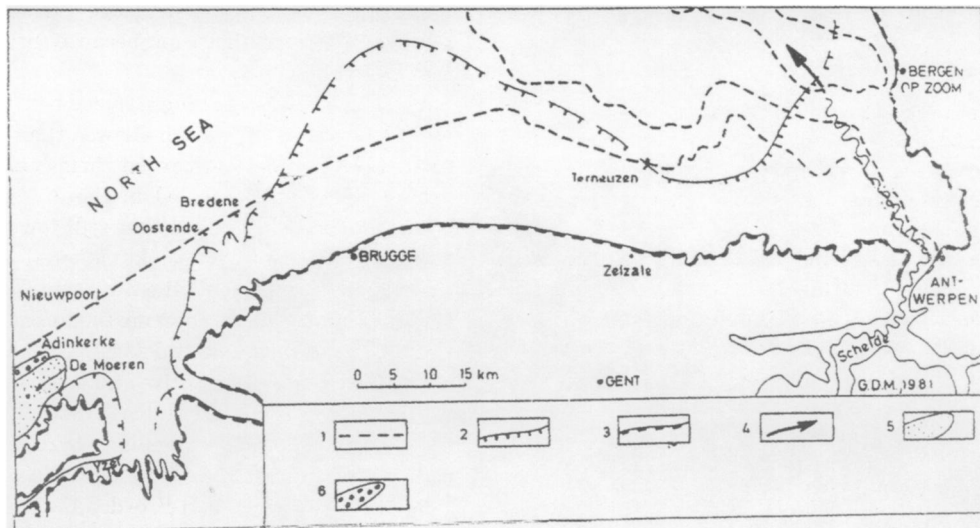 BERGEN
OP ZOOM
NORTH SEA
Terneuzen
Bredene
Oostende
BRUGGE
Zelzale
ANT-
WERPEN
Nieuwpoort
Adinkerke
De Moeren
Schelde
0 5 10 15 km
GENT
G.D.M. 1981
1
2
3
4
5
6